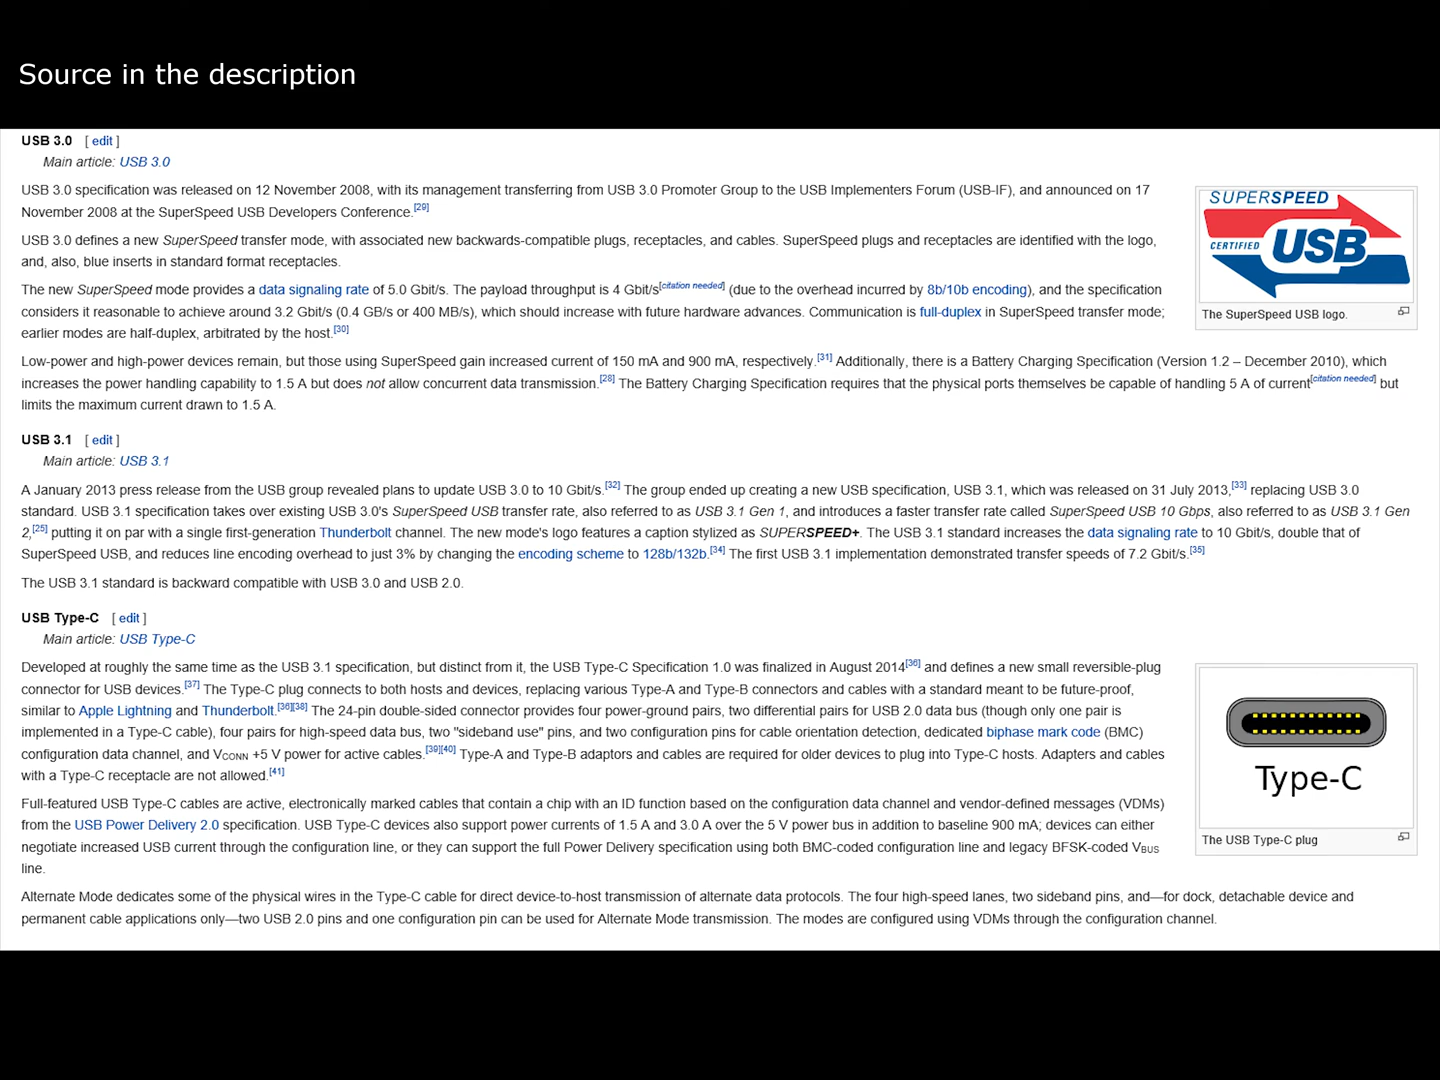 Source in the description
USB 3.0 [ edit ]
Main article: USB 3.0
USB 3.0 specification was released on 12 November 2008, with its management transferring from USB 3.0 Promoter Group to the USB Implementers Forum (USB-IF), and announced on 17
November 2008 at the SuperSpeed USB Developers Conference.[29]
USB 3.0 defines a new SuperSpeed transfer mode, with associated new backwards-compatible plugs, receptacles, and cables. SuperSpeed plugs and receptacles are identified with the logo,
and, also, blue inserts in standard format receptacles.
The new SuperSpeed mode provides a data signaling rate of 5.0 Gbit/s. The payload throughput is 4 Gbit/s[citation needed] (due to the overhead incurred by 8b/10b encoding), and the specification
considers it reasonable to achieve around 3.2 Gbit/s (0.4 GB/s or 400 MB/s), which should increase with future hardware advances. Communication is full-duplex in SuperSpeed transfer mode;
earlier modes are half-duplex, arbitrated by the host.[30]
SUPERSPEED
CERTIFIED USB
The SuperSpeed USB logo.
Low-power and high-power devices remain, but those using SuperSpeed gain increased current of 150 mA and 900 mA, respectively.[31] Additionally, there is a Battery Charging Specification (Version 1.2 – December 2010), which
increases the power handling capability to 1.5 A but does not allow concurrent data transmission.[28] The Battery Charging Specification requires that the physical ports themselves be capable of handling 5 A of current[citation needed] but
limits the maximum current drawn to 1.5 A.
USB 3.1 [ edit ]
Main article: USB 3.1
A January 2013 press release from the USB group revealed plans to update USB 3.0 to 10 Gbit/s.[32] The group ended up creating a new USB specification, USB 3.1, which was released on 31 July 2013,[33] replacing USB 3.0
standard. USB 3.1 specification takes over existing USB 3.0's SuperSpeed USB transfer rate, also referred to as USB 3.1 Gen 1, and introduces a faster transfer rate called SuperSpeed USB 10 Gbps, also referred to as USB 3.1 Gen
2,[25] putting it on par with a single first-generation Thunderbolt channel. The new mode's logo features a caption stylized as SUPERSPEED+. The USB 3.1 standard increases the data signaling rate to 10 Gbit/s, double that of
SuperSpeed USB, and reduces line encoding overhead to just 3% by changing the encoding scheme to 128b/132b.[34] The first USB 3.1 implementation demonstrated transfer speeds of 7.2 Gbit/s.[35]
The USB 3.1 standard is backward compatible with USB 3.0 and USB 2.0.
USB Type-C [ edit ]
Main article: USB Type-C
Developed at roughly the same time as the USB 3.1 specification, but distinct from it, the USB Type-C Specification 1.0 was finalized in August 2014[36] and defines a new small reversible-plug
connector for USB devices.[37] The Type-C plug connects to both hosts and devices, replacing various Type-A and Type-B connectors and cables with a standard meant to be future-proof,
similar to Apple Lightning and Thunderbolt.[36][38] The 24-pin double-sided connector provides four power-ground pairs, two differential pairs for USB 2.0 data bus (though only one pair is
implemented in a Type-C cable), four pairs for high-speed data bus, two "sideband use" pins, and two configuration pins for cable orientation detection, dedicated biphase mark code (BMC)
configuration data channel, and VCONN +5 V power for active cables.[39][40] Type-A and Type-B adaptors and cables are required for older devices to plug into Type-C hosts. Adapters and cables
with a Type-C receptacle are not allowed.[41]
Full-featured USB Type-C cables are active, electronically marked cables that contain a chip with an ID function based on the configuration data channel and vendor-defined messages (VDMs)
from the USB Power Delivery 2.0 specification. USB Type-C devices also support power currents of 1.5 A and 3.0 A over the 5 V power bus in addition to baseline 900 mA; devices can either
negotiate increased USB current through the configuration line, or they can support the full Power Delivery specification using both BMC-coded configuration line and legacy BFSK-coded VBUS
line.
Type-C
The USB Type-C plug
Alternate Mode dedicates some of the physical wires in the Type-C cable for direct device-to-host transmission of alternate data protocols. The four high-speed lanes, two sideband pins, and—for dock, detachable device and
permanent cable applications only—two USB 2.0 pins and one configuration pin can be used for Alternate Mode transmission. The modes are configured using VDMs through the configuration channel.